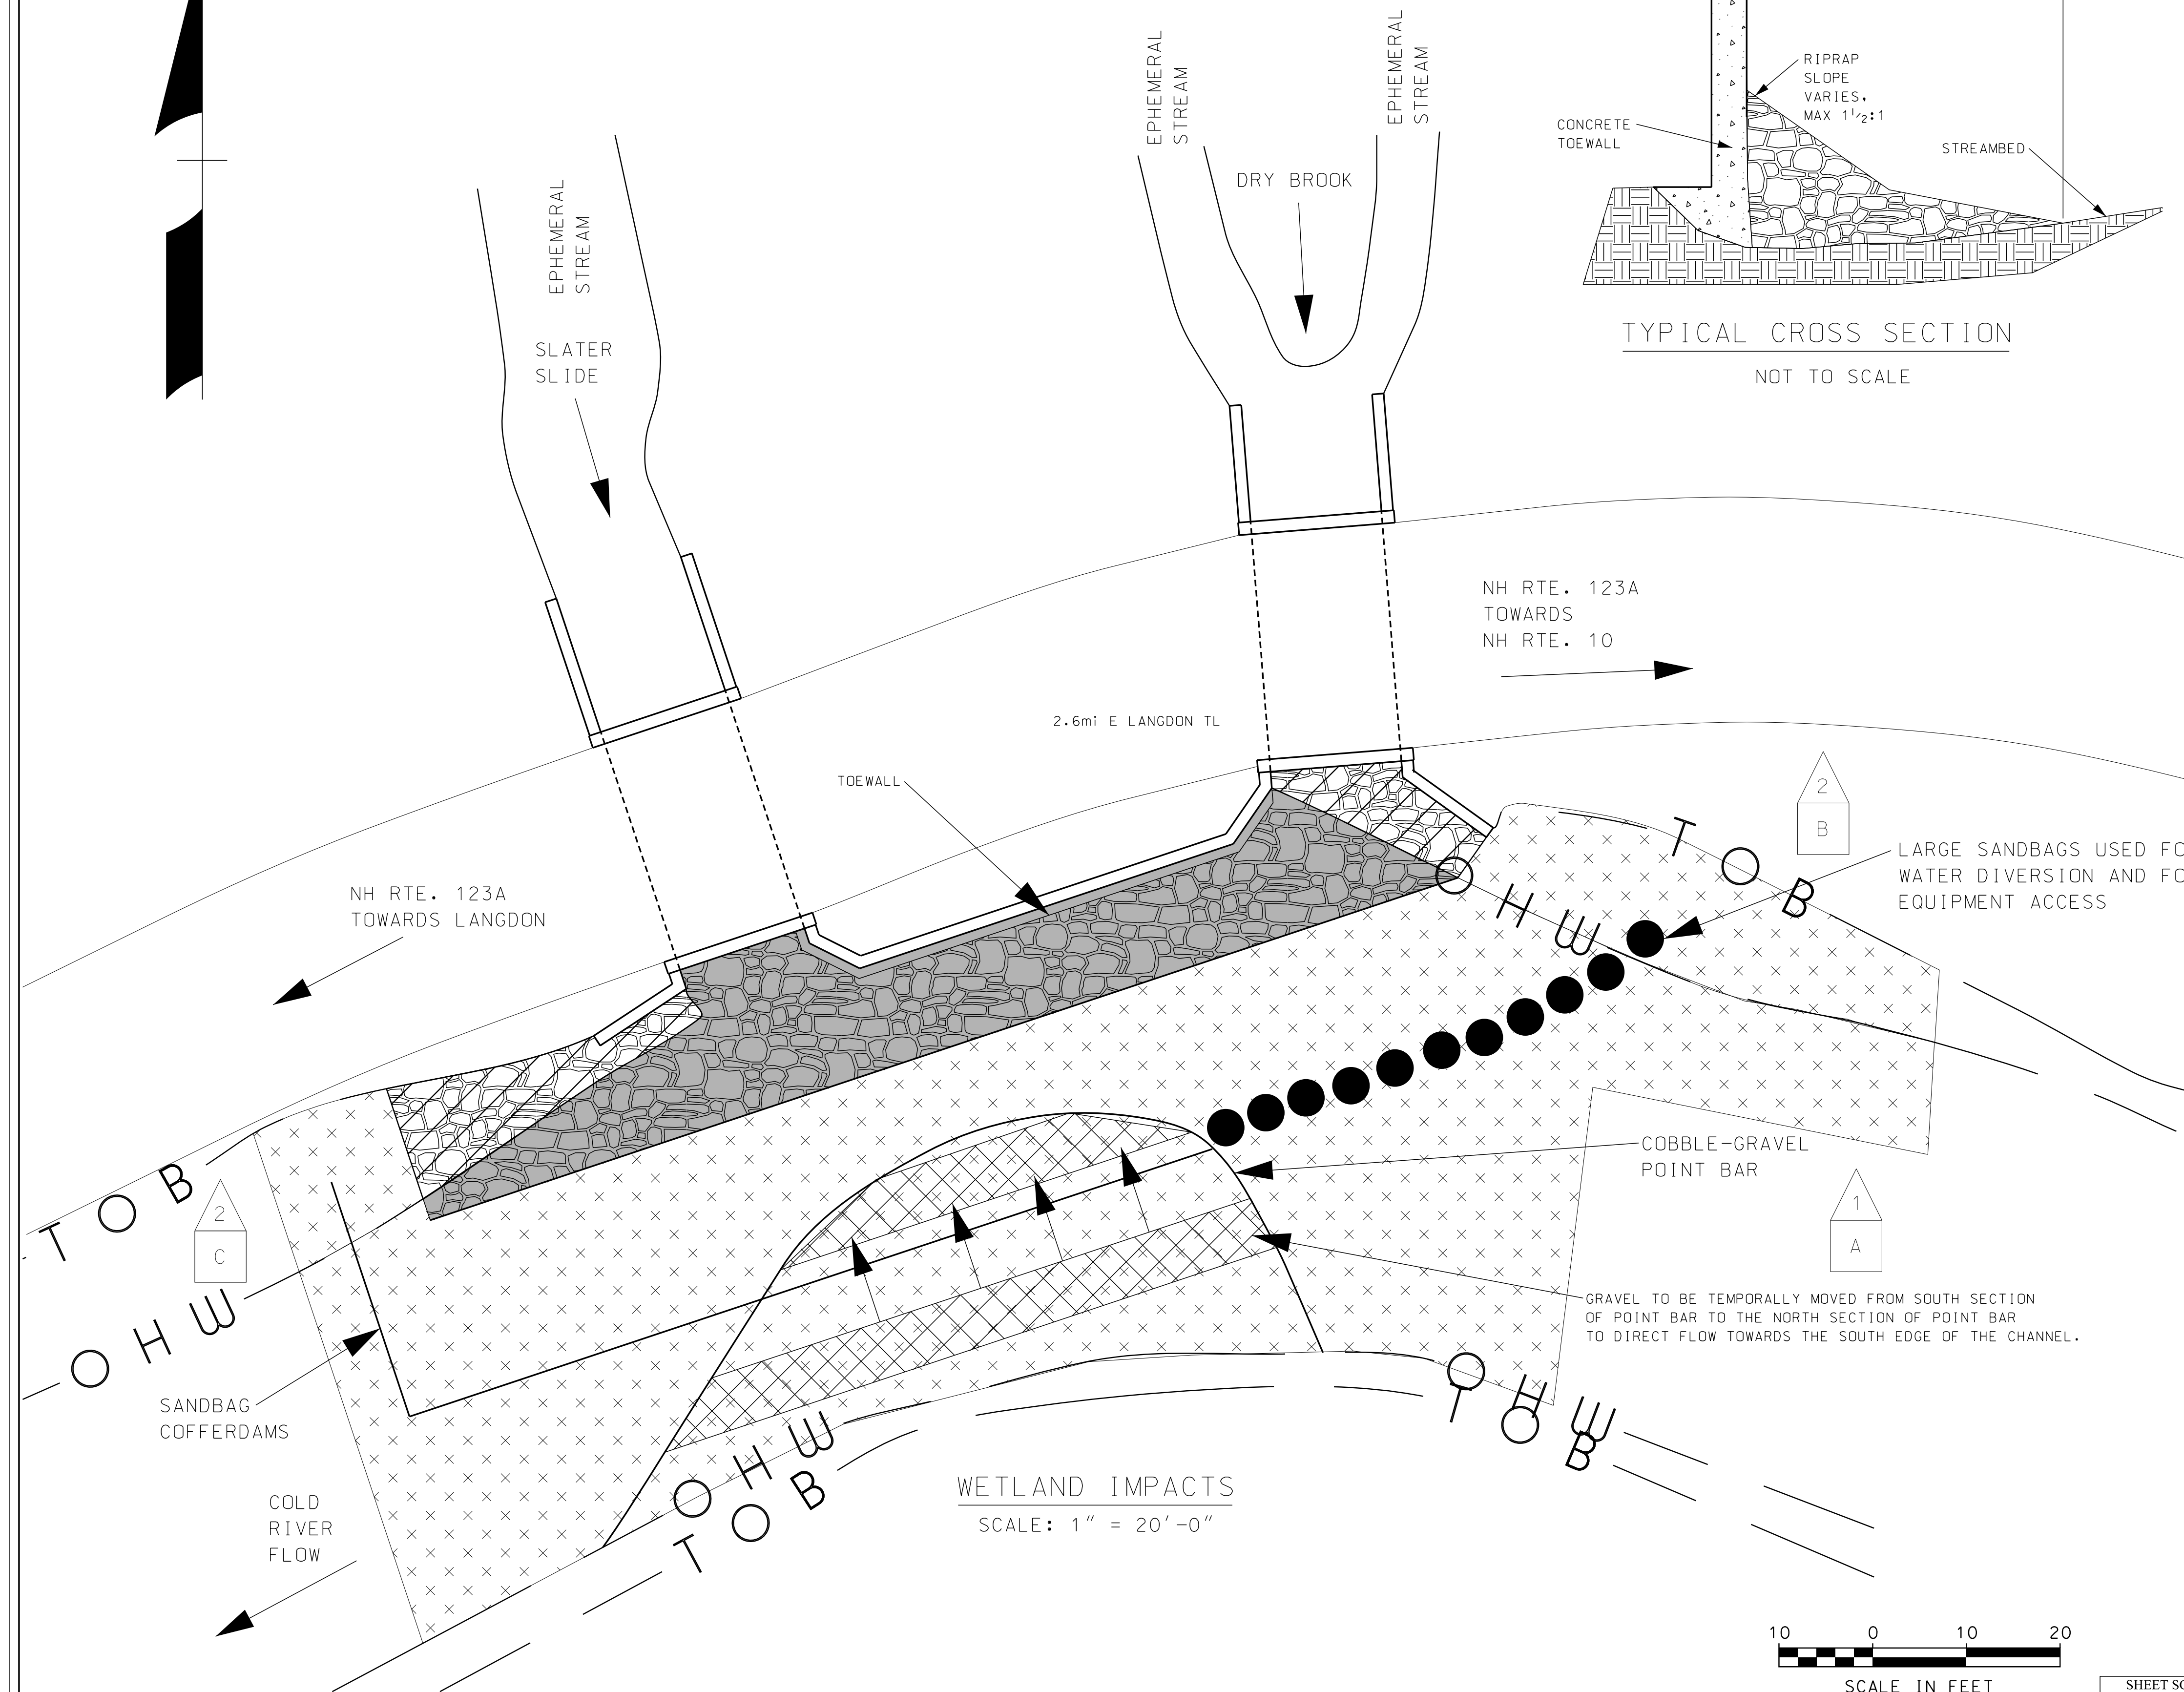 EPHEMERAL
STREAM
EPHEMERAL
STREAM
EPHEMERAL
STREAM
DRY BROOK
SLATER
SLIDE
RIPRAP
SLOPE
VARIES,
MAX 1 1/2:1
CONCRETE
TOEWALL
STREAMBED
TYPICAL CROSS SECTION
NOT TO SCALE
NH RTE. 123A
TOWARDS
NH RTE. 10
2.6mi E LANGDON TL
TOEWALL
NH RTE. 123A
TOWARDS LANGDON
2
B
TOB
OHW
LARGE SANDBAGS USED FO
WATER DIVERSION AND FO
EQUIPMENT ACCESS
COBBLE-GRAVEL
POINT BAR
TOB
2
C
OHW
1
A
GRAVEL TO BE TEMPORALLY MOVED FROM SOUTH SECTION
OF POINT BAR TO THE NORTH SECTION OF POINT BAR
TO DIRECT FLOW TOWARDS THE SOUTH EDGE OF THE CHANNEL.
SANDBAG
COFFERDAMS
OHW
TOB
OHW
TOB
COLD
RIVER
FLOW
WETLAND IMPACTS
SCALE: 1" = 20'-0"
10 0 10 20
SCALE IN FEET
SHEET SC